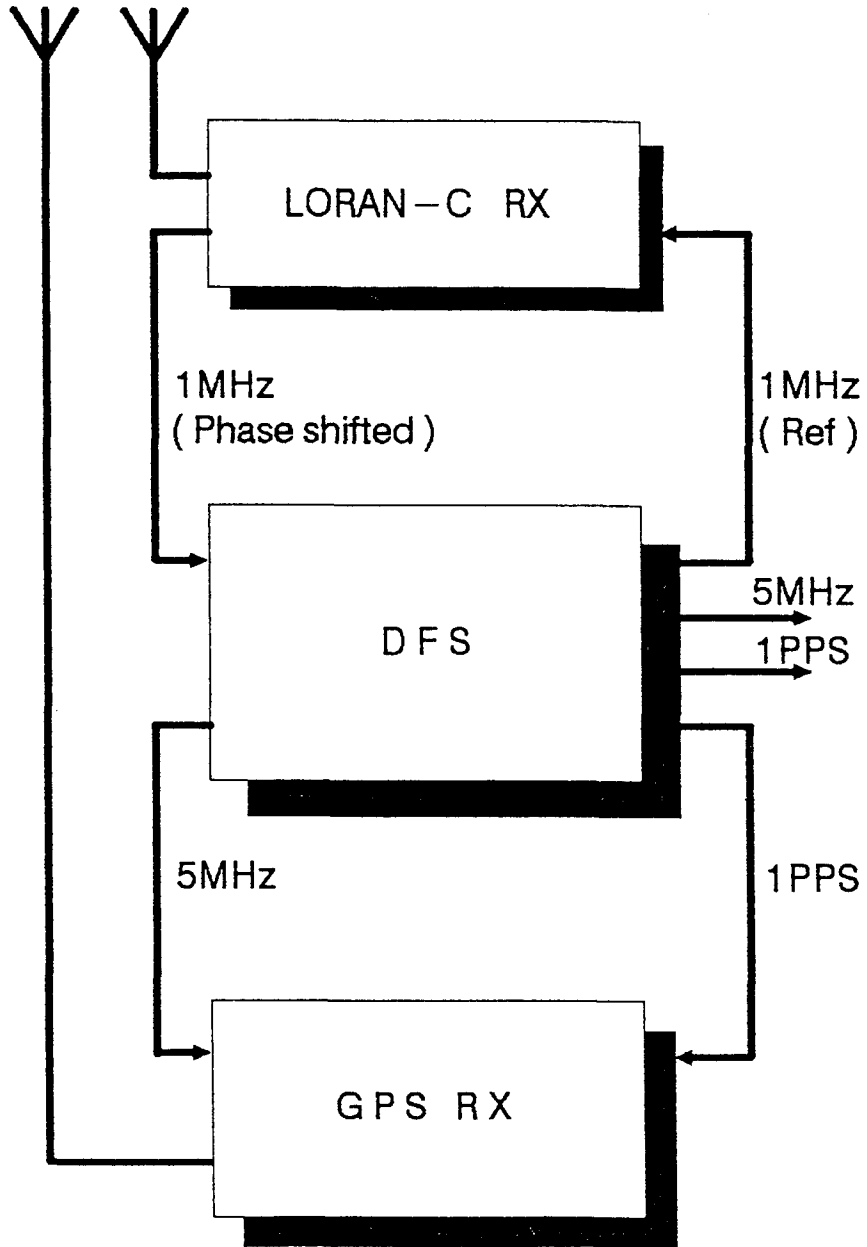 LORAN-C RX
1MHz
( Phase shifted )
1MHz
( Ref )
DFS
5MHz
1PPS
5MHz
1PPS
GPS RX